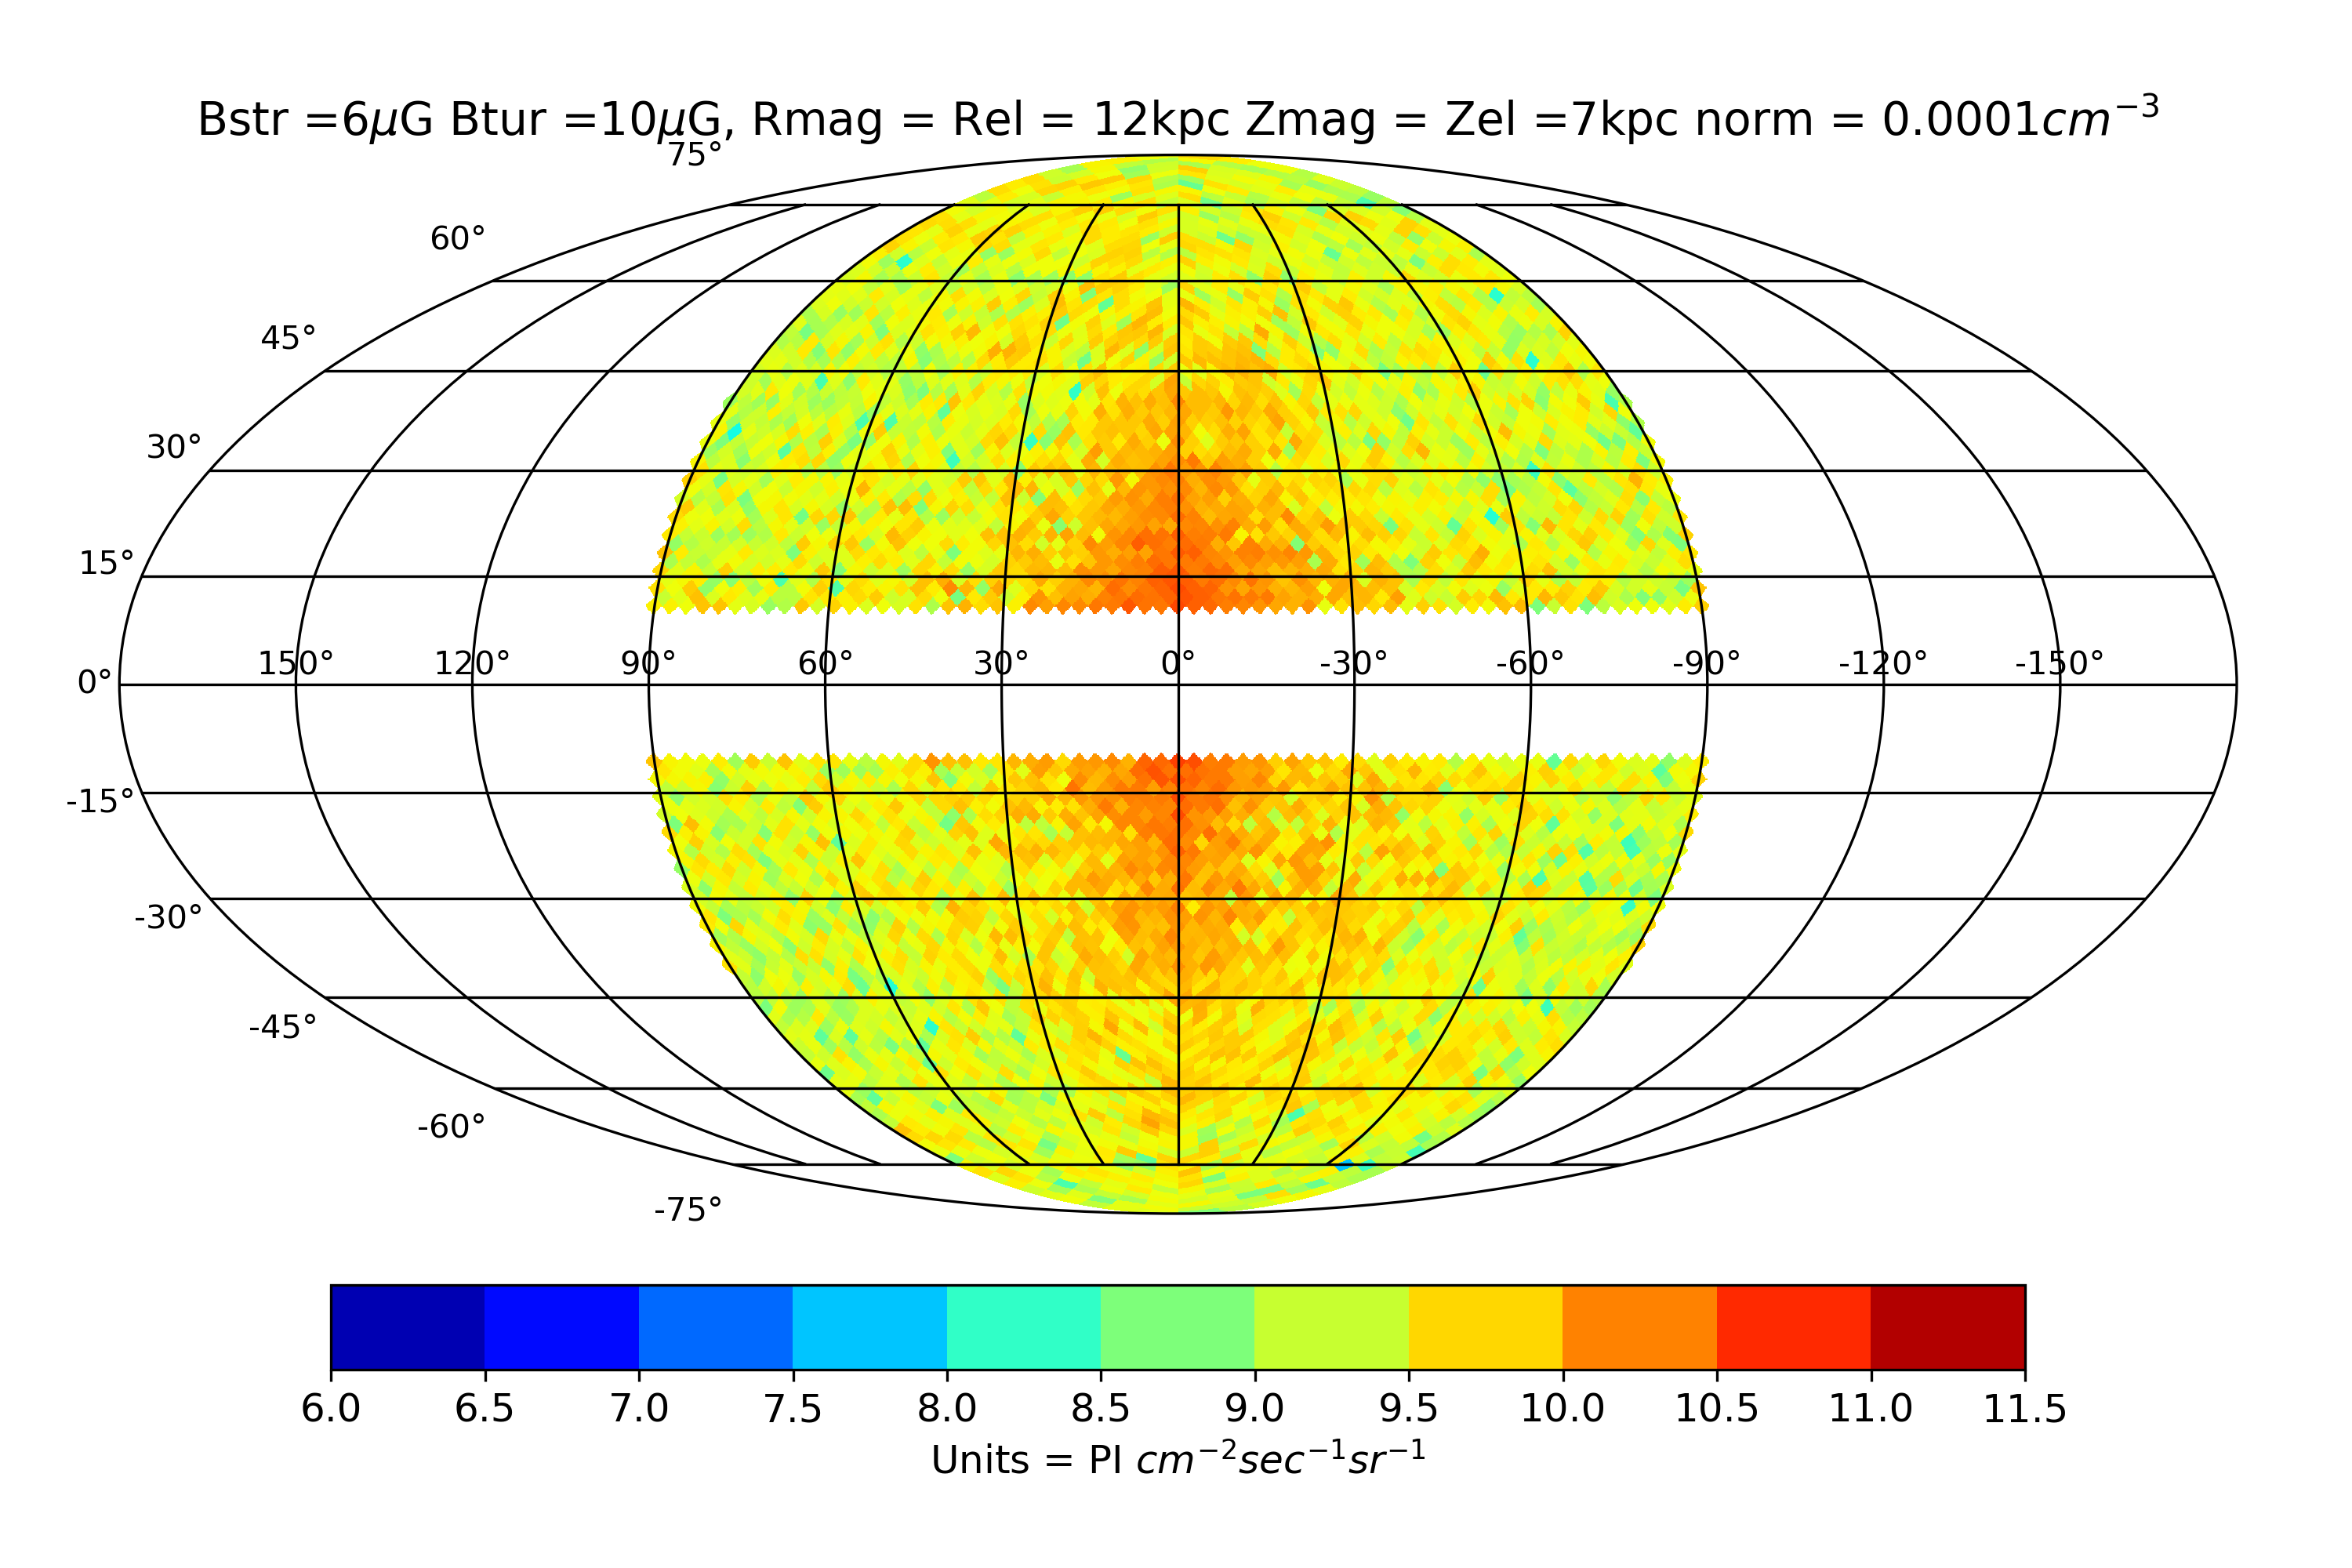 Bstr =6μG Btur =10μG, Rmag = Rel = 12kpc Zmag = Zel =7kpc norm = 0.0001cm⁻³
75°
60°
45°
30°
15°
150° 120° 90° 60° 30° 0° -30° -60° -90° -120° -150°
0°
-15°
-30°
-45°
-60°
-75°
6.0 6.5 7.0 7.5 8.0 8.5 9.0 9.5 10.0 10.5 11.0 11.5
Units = PI cm⁻²sec⁻¹sr⁻¹